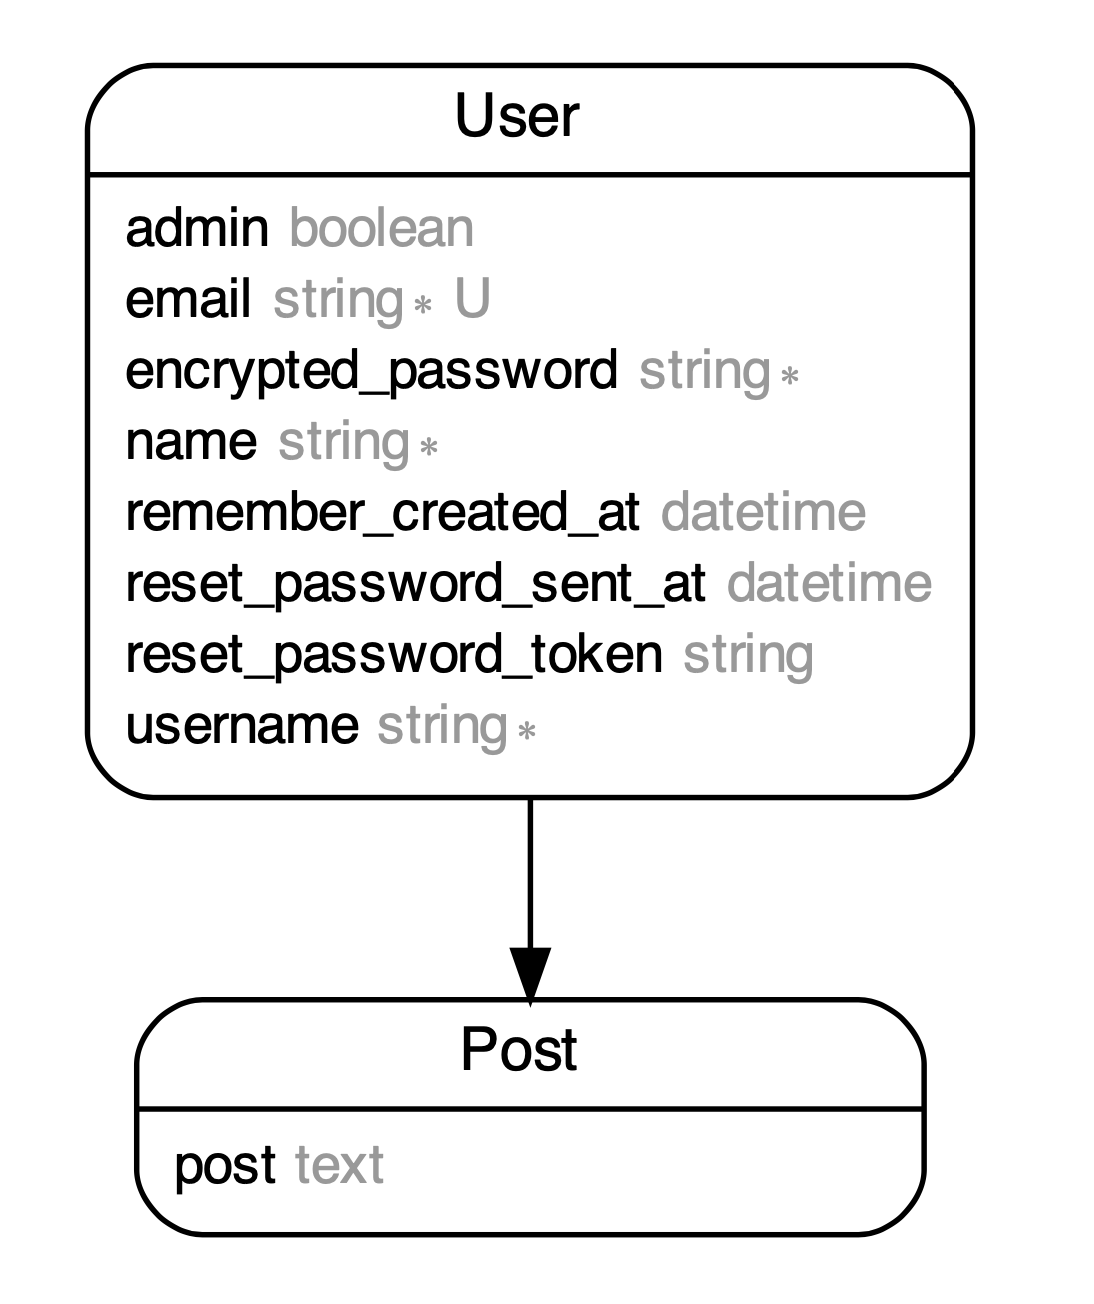 User
admin boolean
email string * U
encrypted_password string *
name string *
remember_created_at datetime
reset_password_sent_at datetime
reset_password_token string
username string *
Post
post text